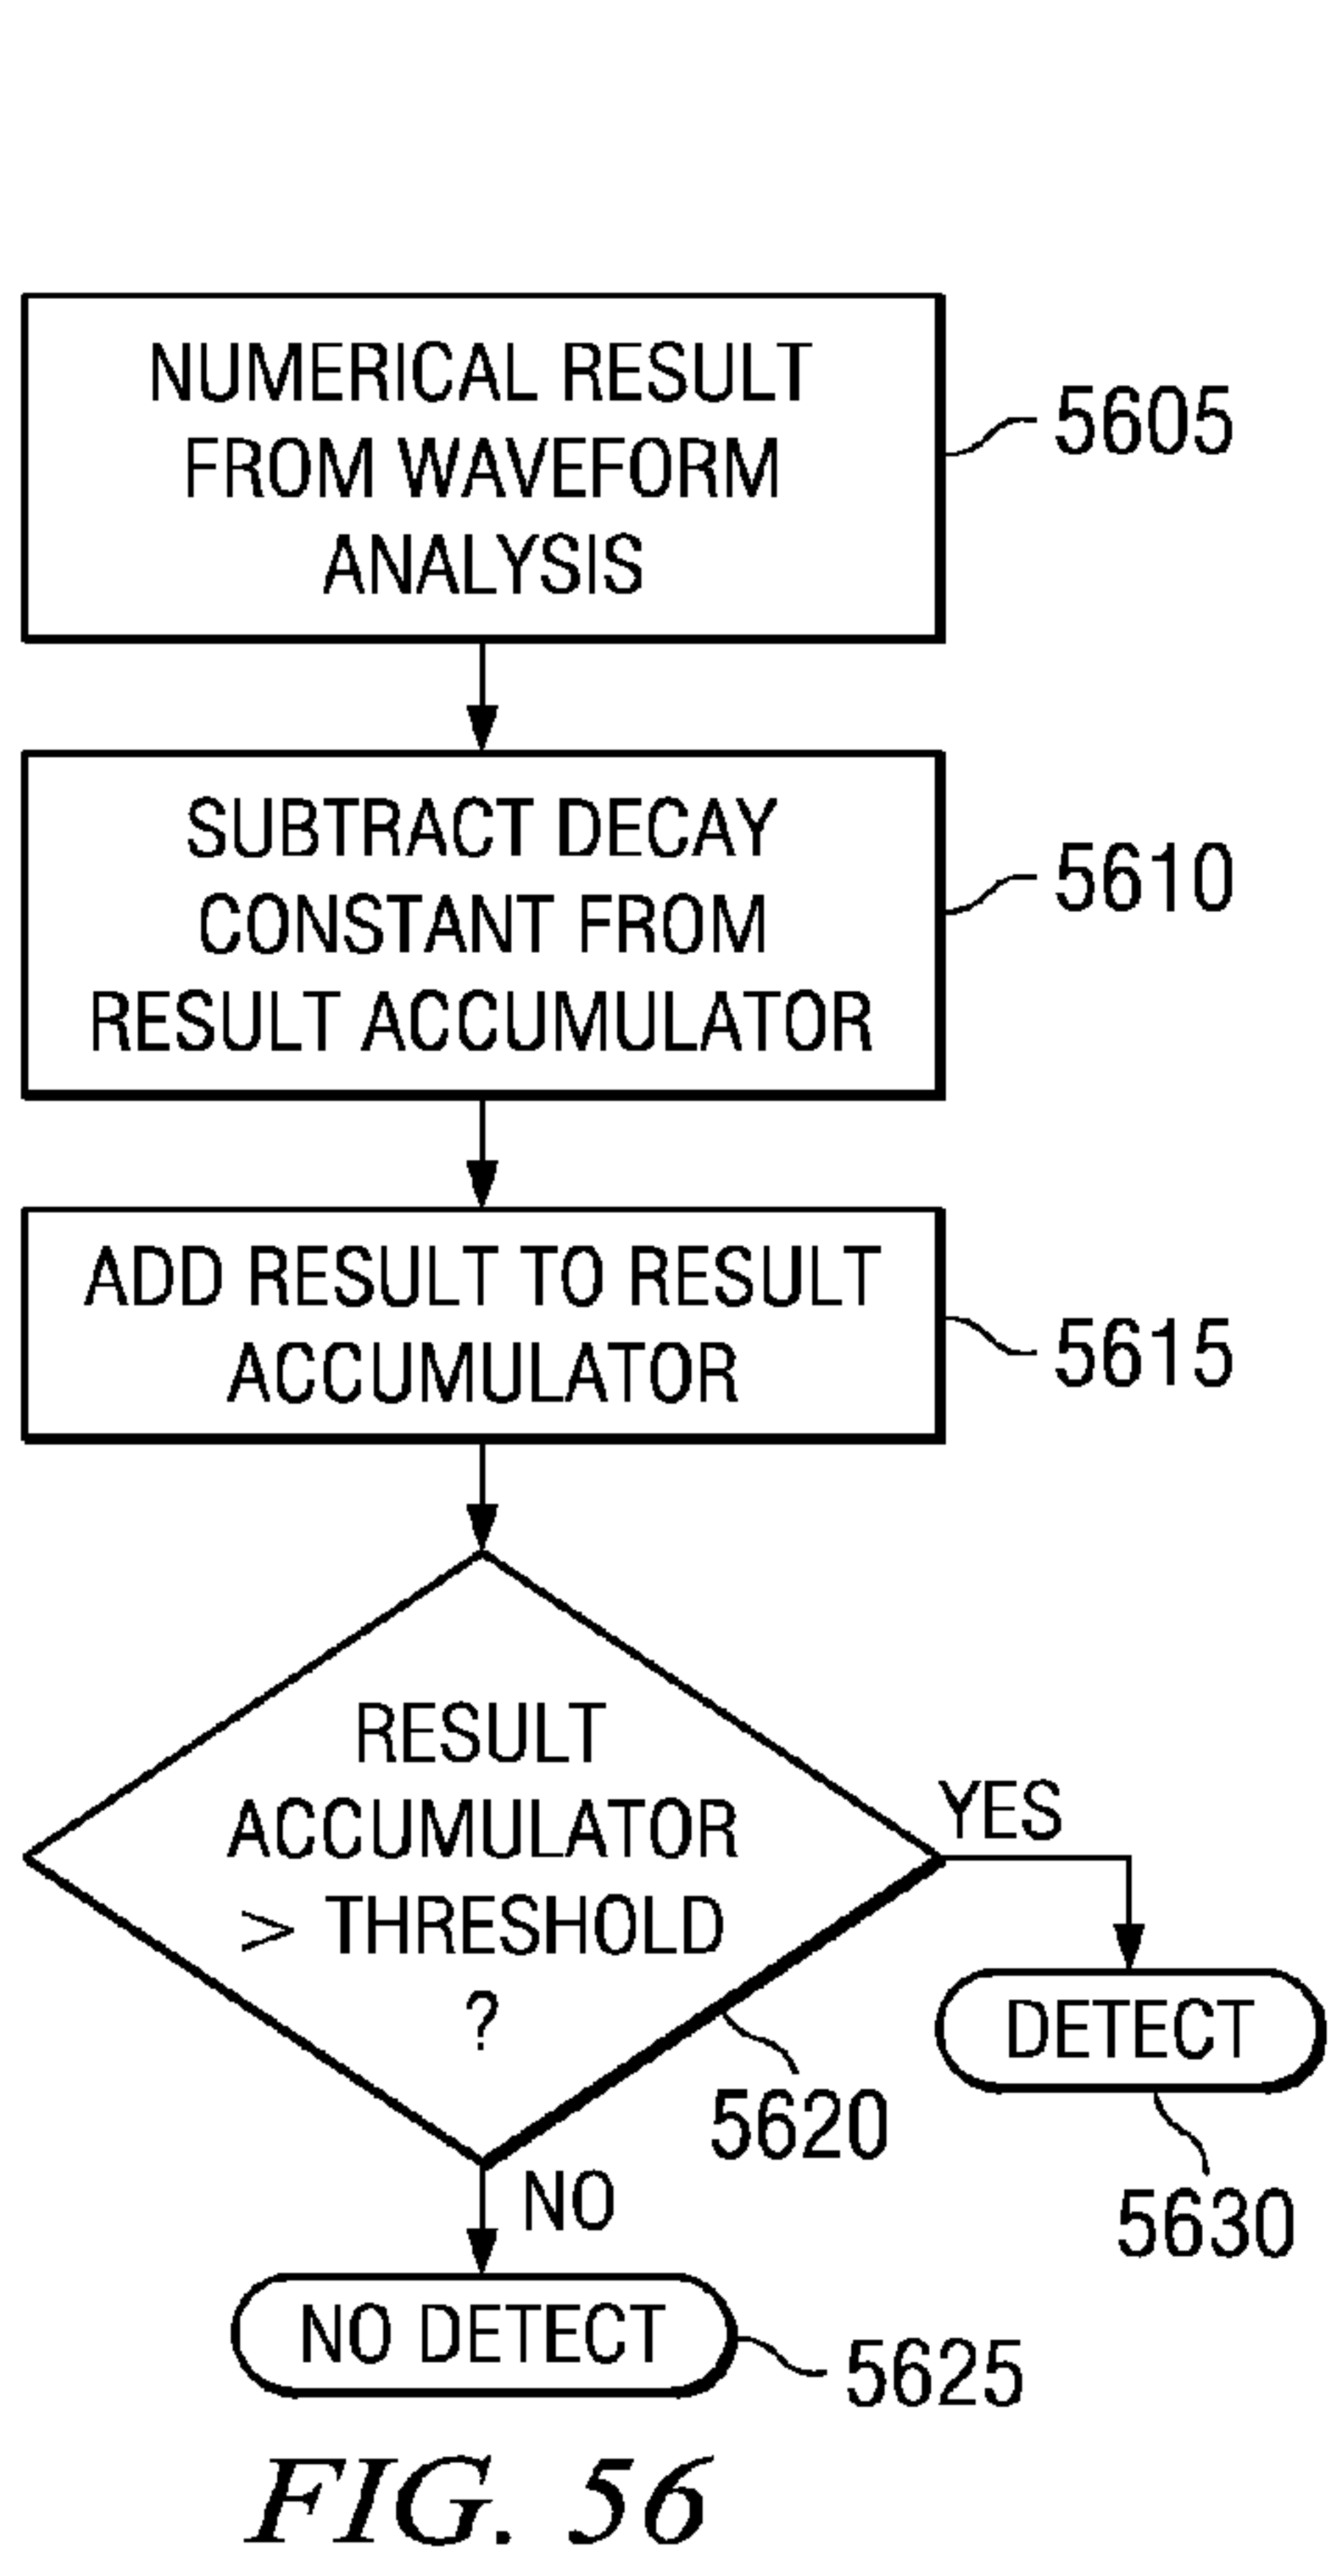 NUMERICAL RESULT
FROM WAVEFORM
ANALYSIS
5605
SUBTRACT DECAY
CONSTANT FROM
RESULT ACCUMULATOR
5610
ADD RESULT TO RESULT
ACCUMULATOR
5615
RESULT
ACCUMULATOR
> THRESHOLD
?
5620
YES
DETECT
5630
NO
NO DETECT
5625
FIG. 56